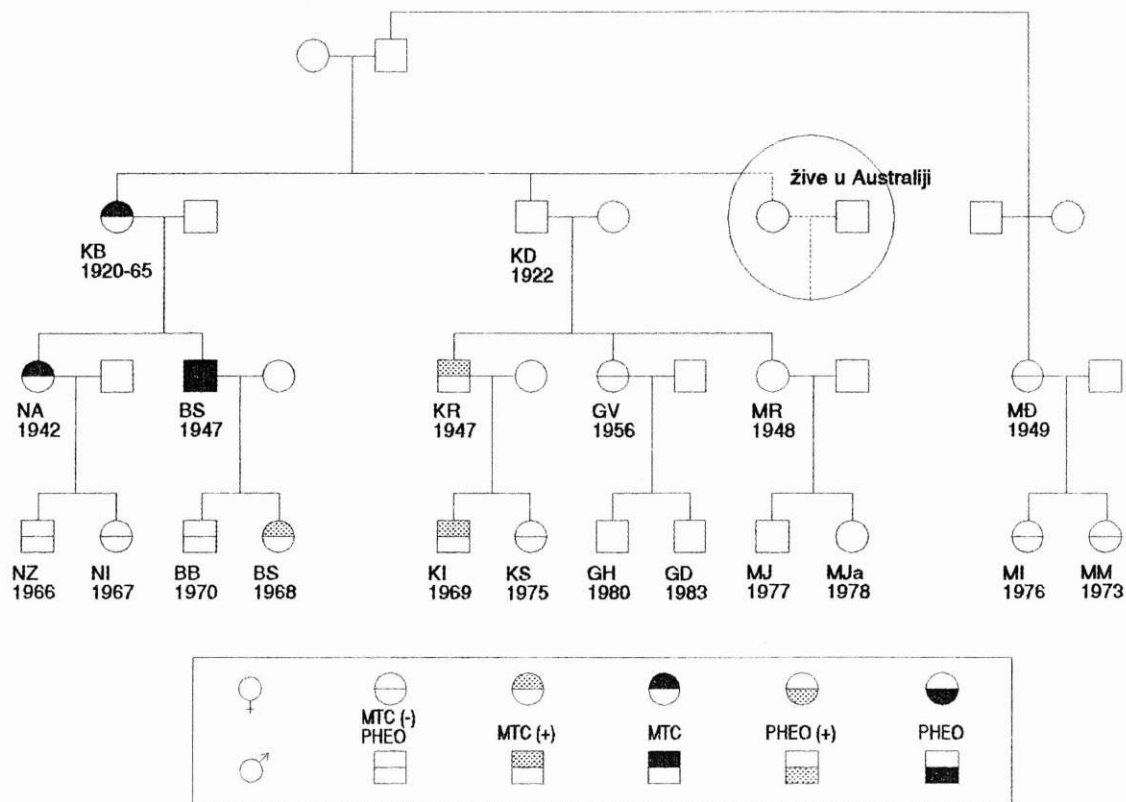 žive u Australiji
KB
1920-65
KD
1922
NA
1942
BS
1947
KR
1947
GV
1956
MR
1948
MĐ
1949
NZ
1966
NI
1967
BB
1970
BS
1968
KI
1969
KS
1975
GH
1980
GD
1983
MJ
1977
MJa
1978
MI
1976
MM
1973
♀
MTC (-)
PHEO
MTC (+)
MTC
PHEO (+)
PHEO
♂